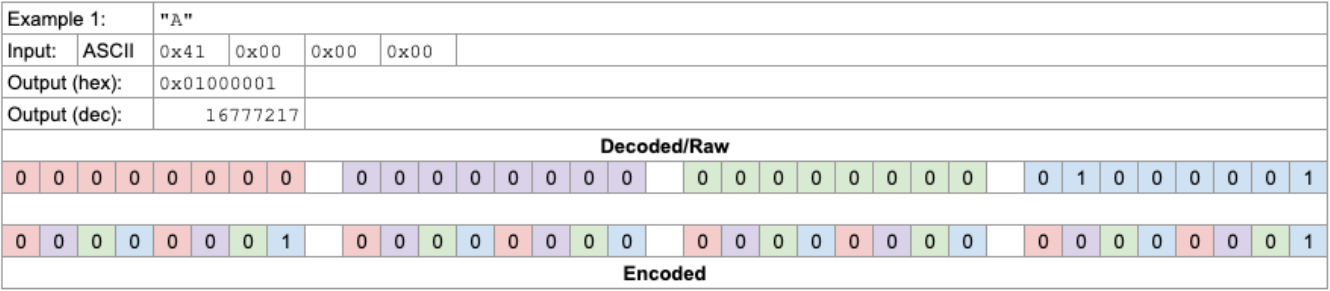 Example 1: "A"
Input: ASCII 0x41 0x00 0x00 0x00
Output (hex): 0x01000001
Output (dec): 16777217
Decoded/Raw
0 0 0 0 0 0 0 0 0 0 0 0 0 0 0 0 0 0 0 0 0 0 0 0 0 1 0 0 0 0 0 1
0 0 0 0 0 0 0 1 0 0 0 0 0 0 0 0 0 0 0 0 0 0 0 0 0 0 0 0 0 0 0 1
Encoded